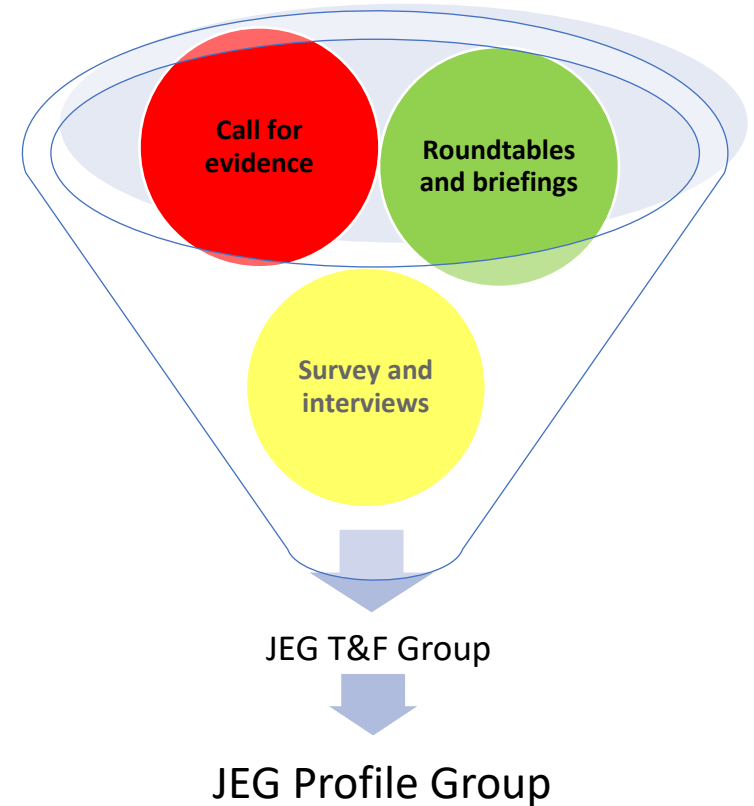 Call for
evidence
Roundtables
and briefings
Survey and
interviews
JEG T&F Group
JEG Profile Group